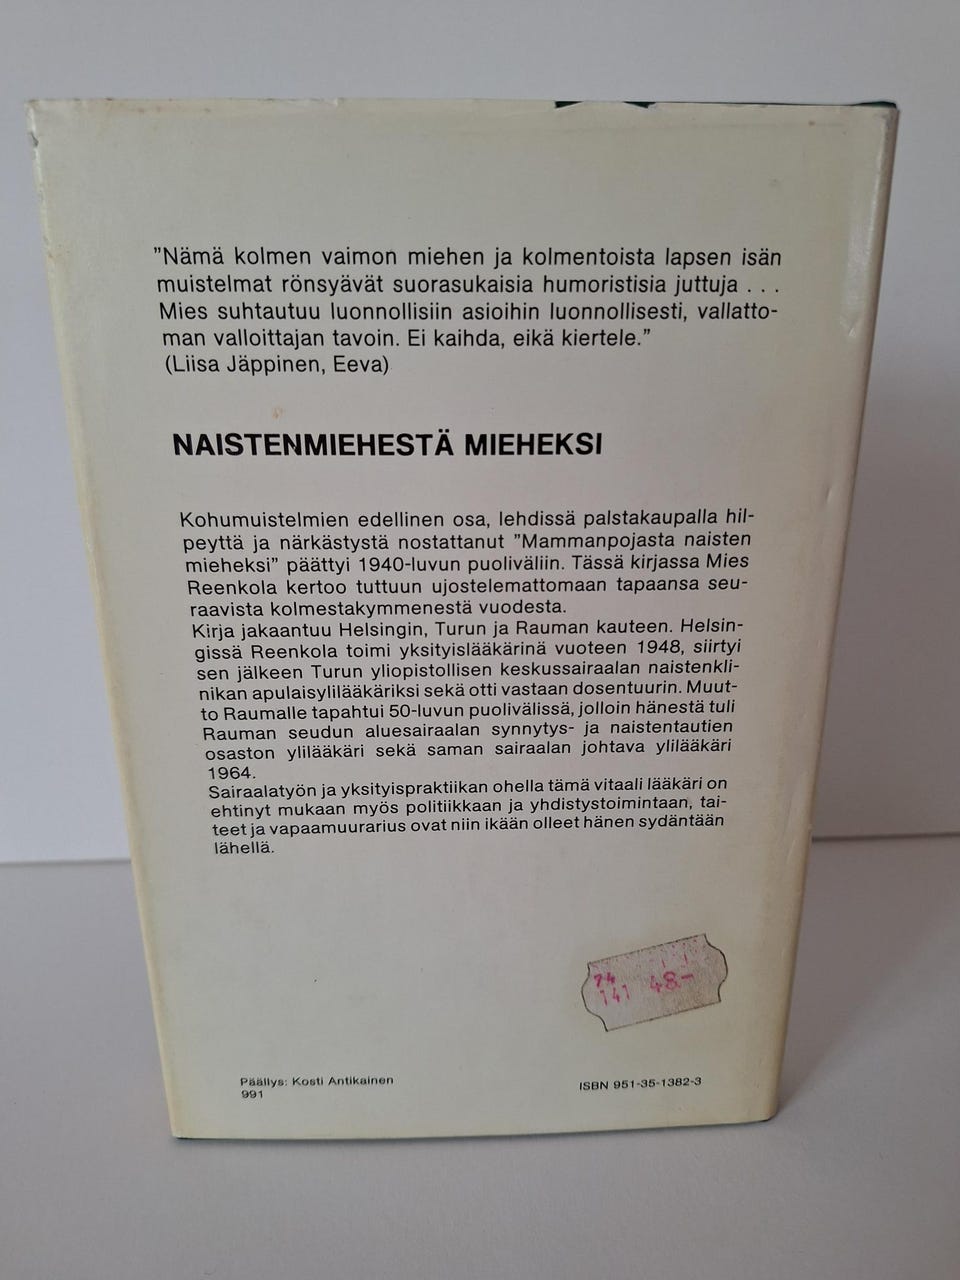 "Nämä kolmen vaimon miehen ja kolmentoista lapsen isän
muistelmat rönsyävät suorasukaisia humoristisia juttuja . . .
Mies suhtautuu luonnollisiin asioihin luonnollisesti, vallatto-
man valloittajan tavoin. Ei kaihda, eikä kiertele."
(Liisa Jäppinen, Eeva)
NAISTENMIEHESTÄ MIEHEKSI
Kohumuistelmien edellinen osa, lehdissä palstakaupalla hil-
peyttä ja närkästystä nostattanut "Mammanpojasta naisten
mieheksi" päättyi 1940-luvun puoliväliin. Tässä kirjassa Mies
Reenkola kertoo tuttuun ujostelemattomaan tapaansa seu-
raavista kolmestakymmenestä vuodesta.
Kirja jakaantuu Helsingin, Turun ja Rauman kauteen. Helsin-
gissä Reenkola toimi yksityislääkärinä vuoteen 1948, siirtyi
sen jälkeen Turun yliopistollisen keskussairaalan naistenkli-
nikan apulaisylilääkäriksi sekä otti vastaan dosentuurin. Muut-
to Raumalle tapahtui 50-luvun puolivälissä, jolloin hänestä tuli
Rauman seudun aluesairaalan synnytys- ja naistentautien
osaston ylilääkäri sekä saman sairaalan johtava ylilääkäri
1964.
Sairaalatyön ja yksityispraktiikan ohella tämä vitaali lääkäri on
ehtinyt mukaan myös politiikkaan ja yhdistystoimintaan, tai-
teet ja vapaamuurarius ovat niin ikään olleet hänen sydäntään
lähellä.
74
141 48.-
Päällys: Kosti Antikainen
991
ISBN 951-35-1382-3